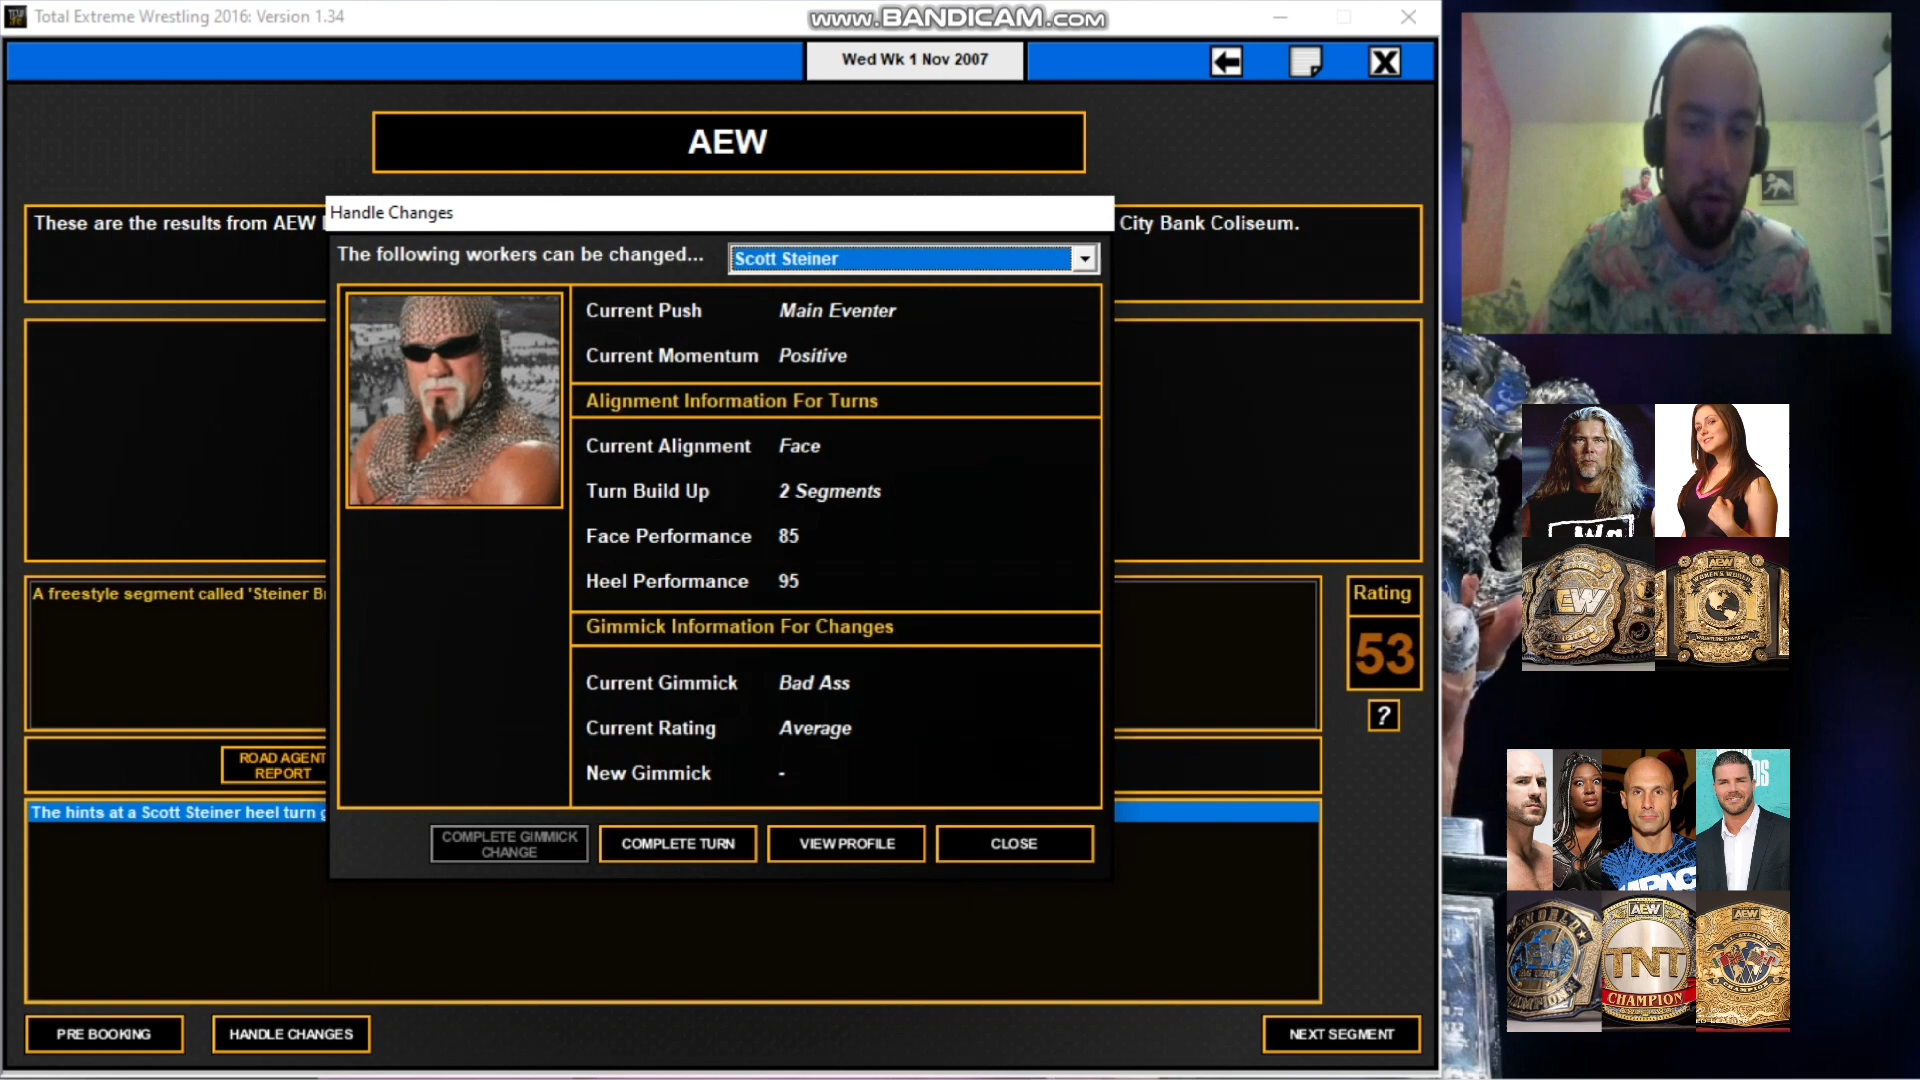 Total Extreme Wrestling 2016: Version 1.34
www.BANDICAM.com
Wed Wk 1 Nov 2007
AEW
These are the results from AEW
City Bank Coliseum.
Handle Changes
The following workers can be changed...
Scott Steiner
Current Push Main Eventer
Current Momentum Positive
Alignment Information For Turns
Current Alignment Face
Turn Build Up 2 Segments
Face Performance 85
Heel Performance 95
Gimmick Information For Changes
Current Gimmick Bad Ass
Current Rating Average
New Gimmick -
COMPLETE GIMMICK CHANGE
COMPLETE TURN
VIEW PROFILE
CLOSE
A freestyle segment called 'Steiner
Rating
53
?
ROAD AGENT
REPORT
The hints at a Scott Steiner heel turn
PRE BOOKING
HANDLE CHANGES
NEXT SEGMENT
AEW
AEW
WOMEN'S WORLD
WORLD
AEW
TNT
CHAMPION
AEW